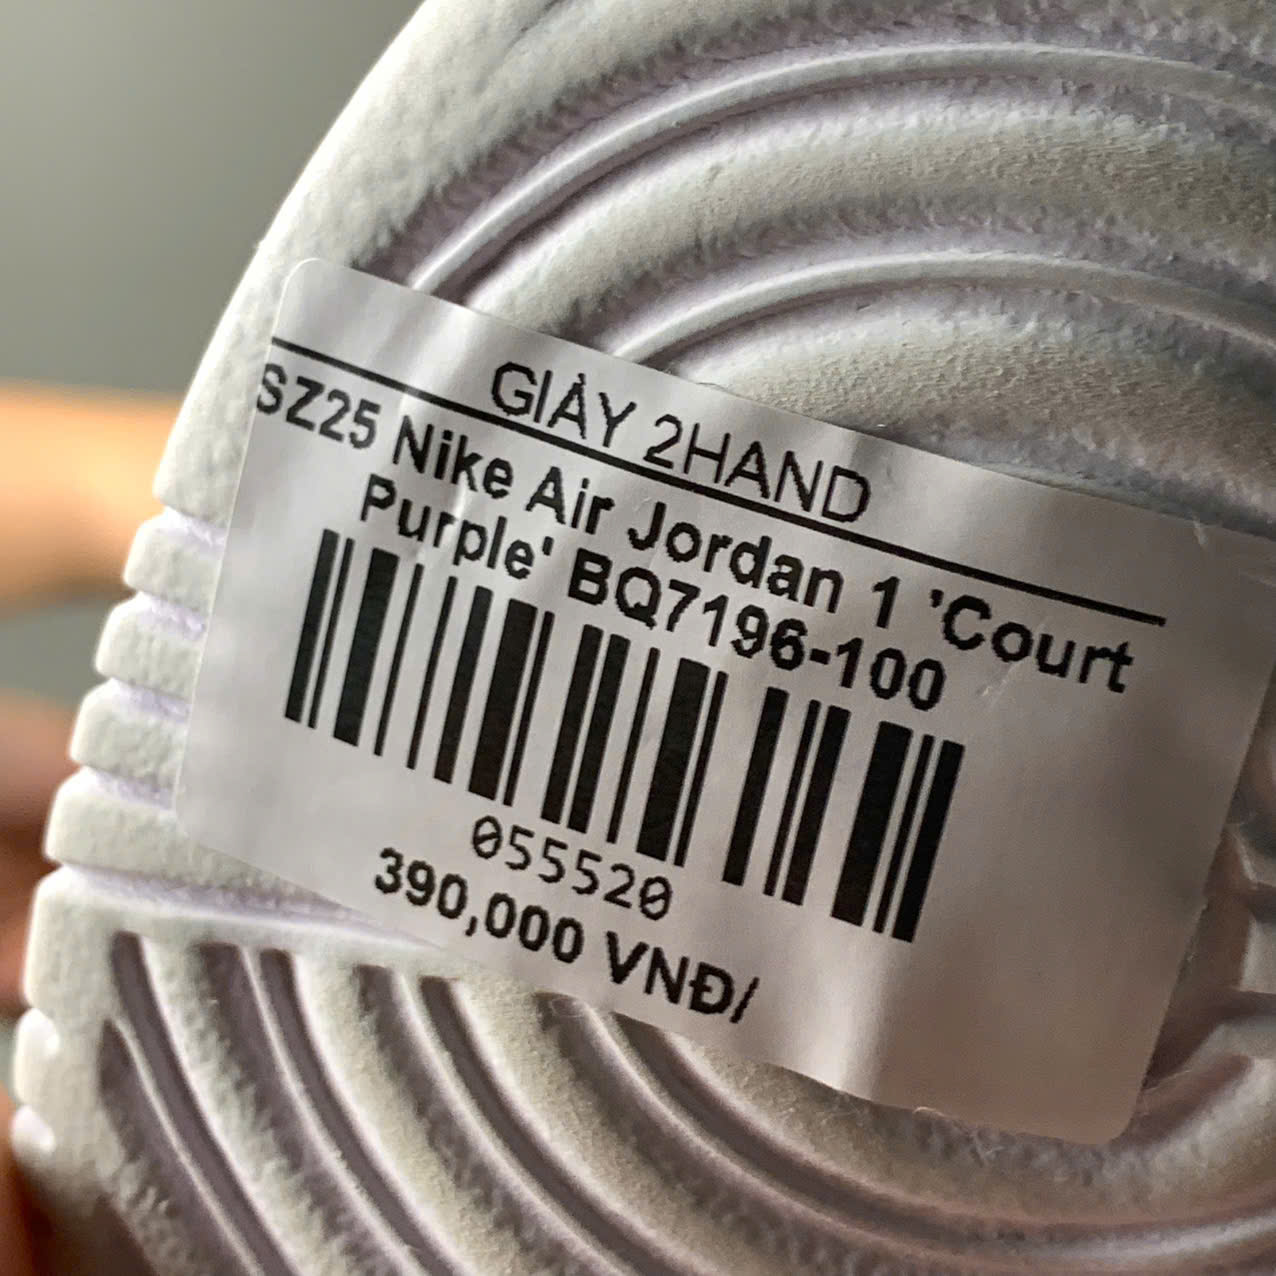 GIÀY 2HAND
SZ25 Nike Air Jordan 1 'Court
Purple' BQ7196-100
055520
390,000 VNĐ/